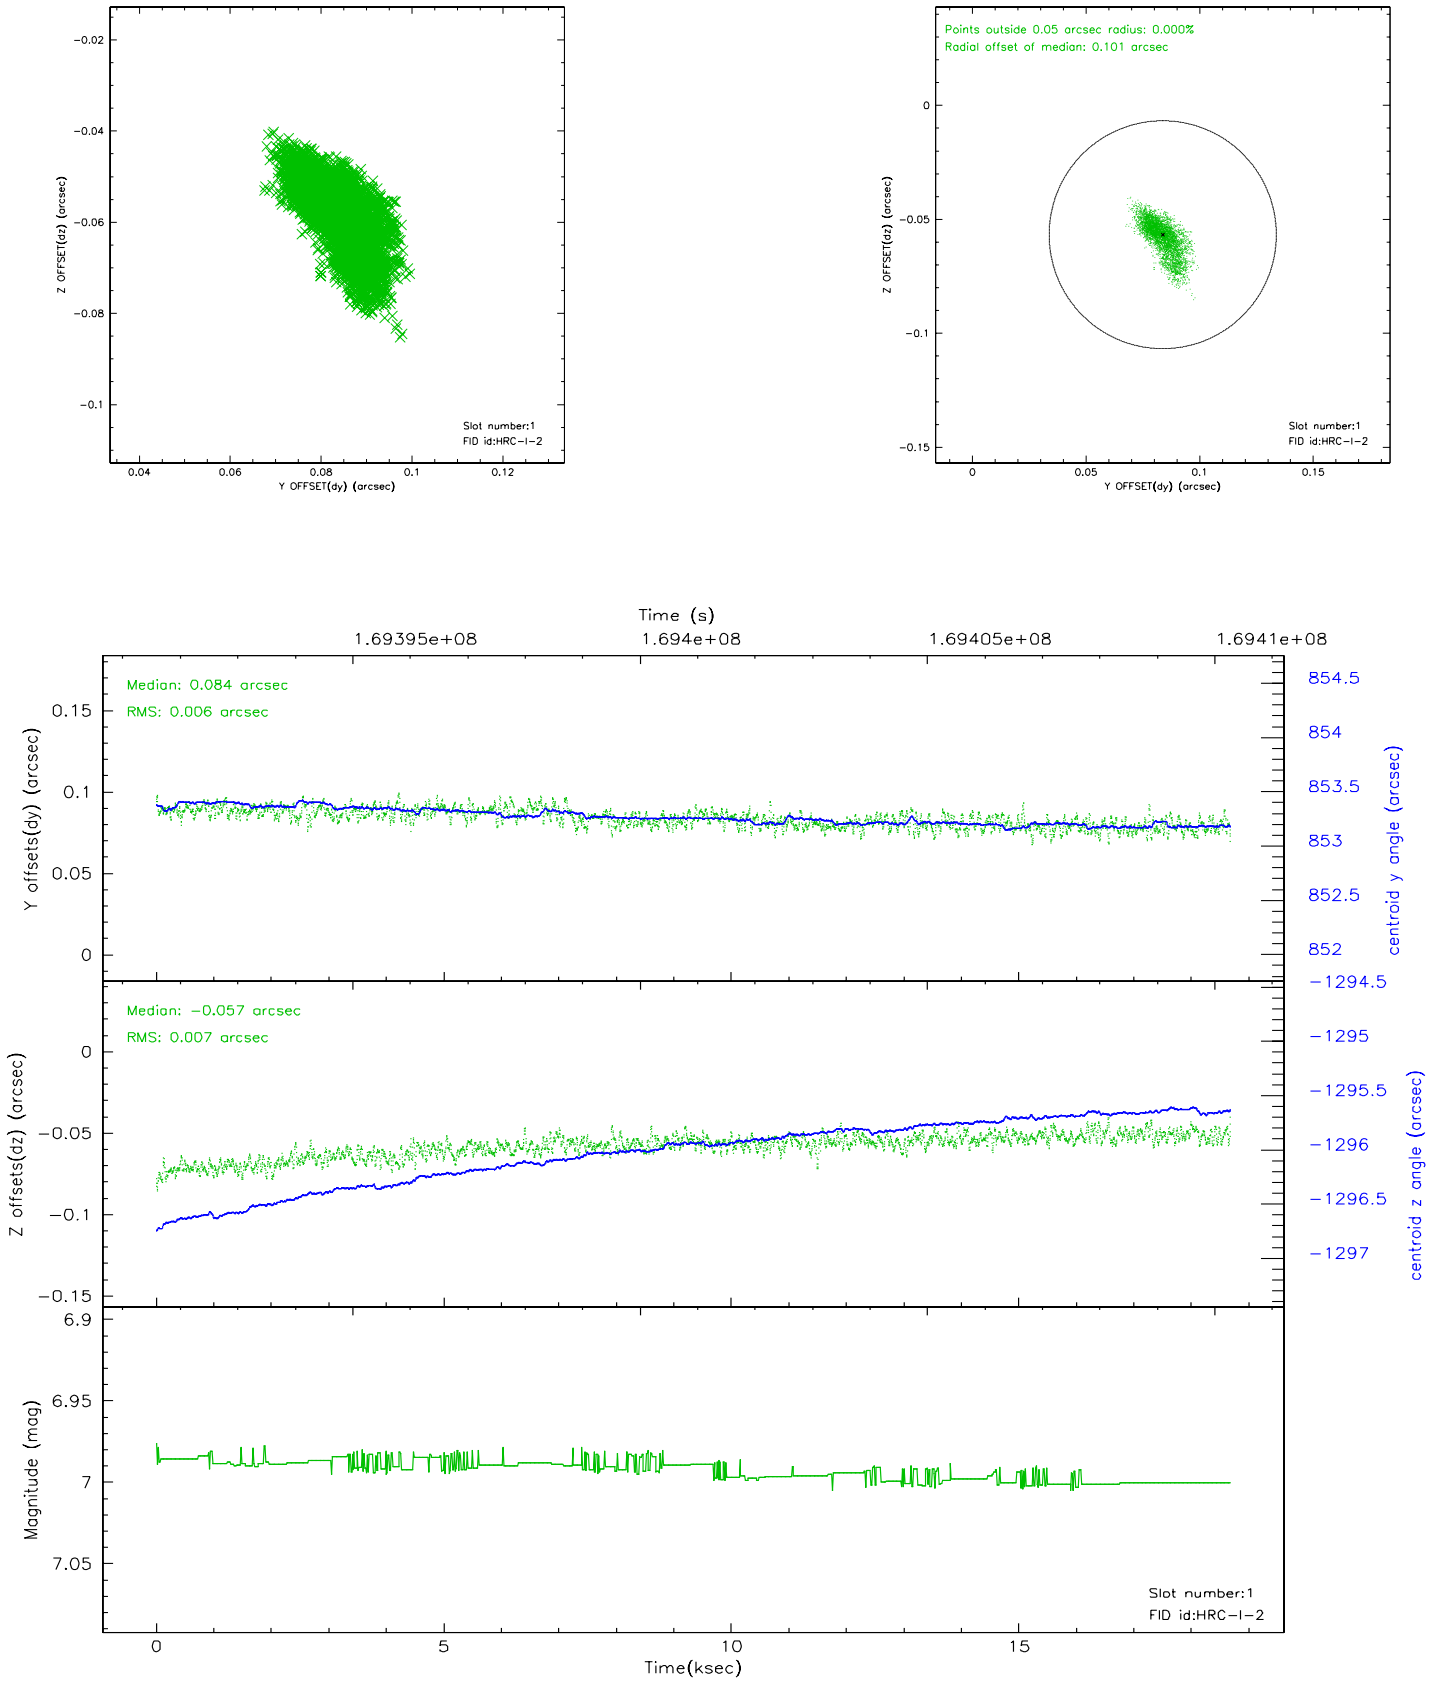 −0.02
−0.04
−0.06
−0.08
−0.1
Z OFFSET(dz) (arcsec)
0.04
0.06
0.08
0.1
0.12
Y OFFSET(dy) (arcsec)
Slot number:1
FID id:HRC−I−2
Points outside 0.05 arcsec radius: 0.000%
Radial offset of median: 0.101 arcsec
0
−0.05
−0.1
−0.15
Z OFFSET(dz) (arcsec)
0
0.05
0.1
0.15
Y OFFSET(dy) (arcsec)
Slot number:1
FID id:HRC−I−2
Time (s)
1.69395e+08
1.694e+08
1.69405e+08
1.6941e+08
Median: 0.084 arcsec
RMS: 0.006 arcsec
0.15
0.1
0.05
0
Y offsets(dy) (arcsec)
854.5
854
853.5
853
852.5
852
centroid y angle (arcsec)
Median: −0.057 arcsec
RMS: 0.007 arcsec
0
−0.05
−0.1
−0.15
Z offsets(dz) (arcsec)
−1294.5
−1295
−1295.5
−1296
−1296.5
−1297
centroid z angle (arcsec)
6.9
6.95
7
7.05
Magnitude (mag)
Slot number:1
FID id:HRC−I−2
0
5
10
15
Time(ksec)